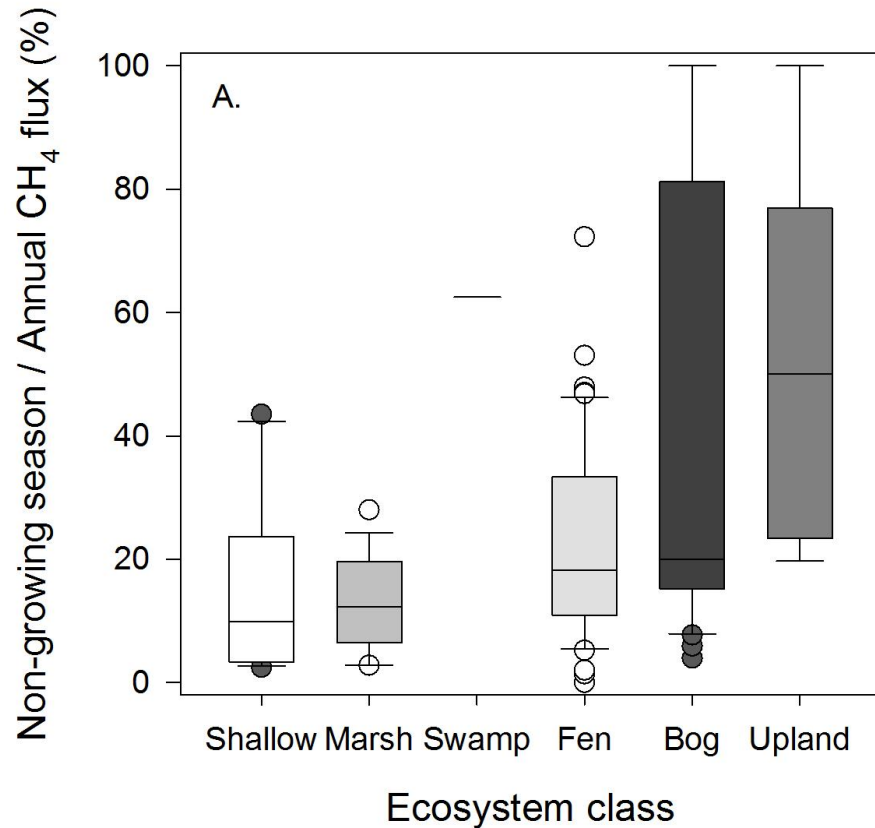 Non-growing season / Annual CH₄ flux (%)
100
80
60
40
20
0
A.
Shallow Marsh Swamp Fen Bog Upland
Ecosystem class